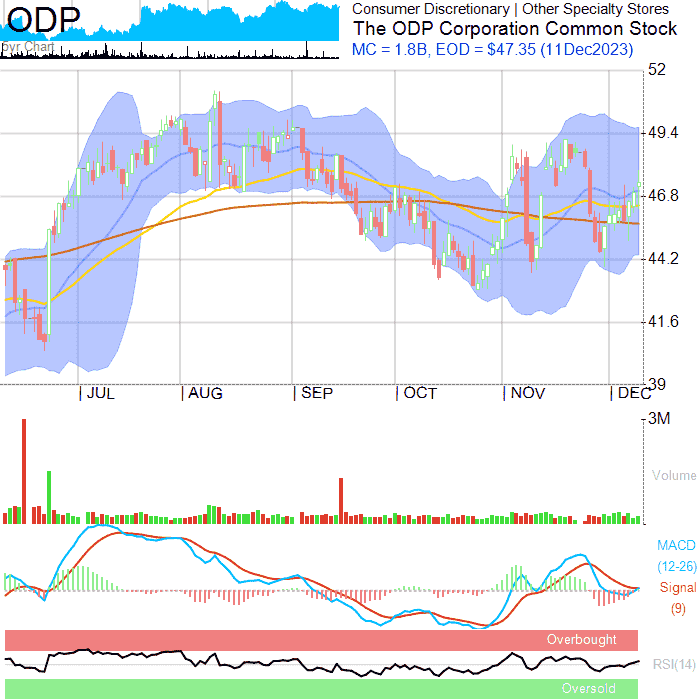 ODP
Consumer Discretionary | Other Specialty Stores
The ODP Corporation Common Stock
MC = 1.8B, EOD = $47.35 (11Dec2023)
52
49.4
46.8
44.2
41.6
39
JUL AUG SEP OCT NOV DEC
3M
Volume
MACD
(12-26)
Signal
(9)
Overbought
RSI(14)
Oversold